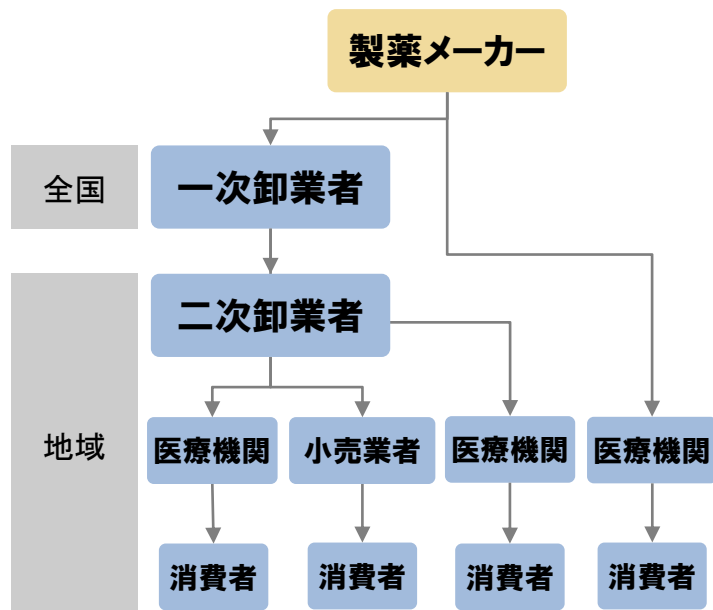 製薬メーカー
全国
一次卸業者
二次卸業者
地域
医療機関
小売業者
医療機関
医療機関
消費者
消費者
消費者
消費者